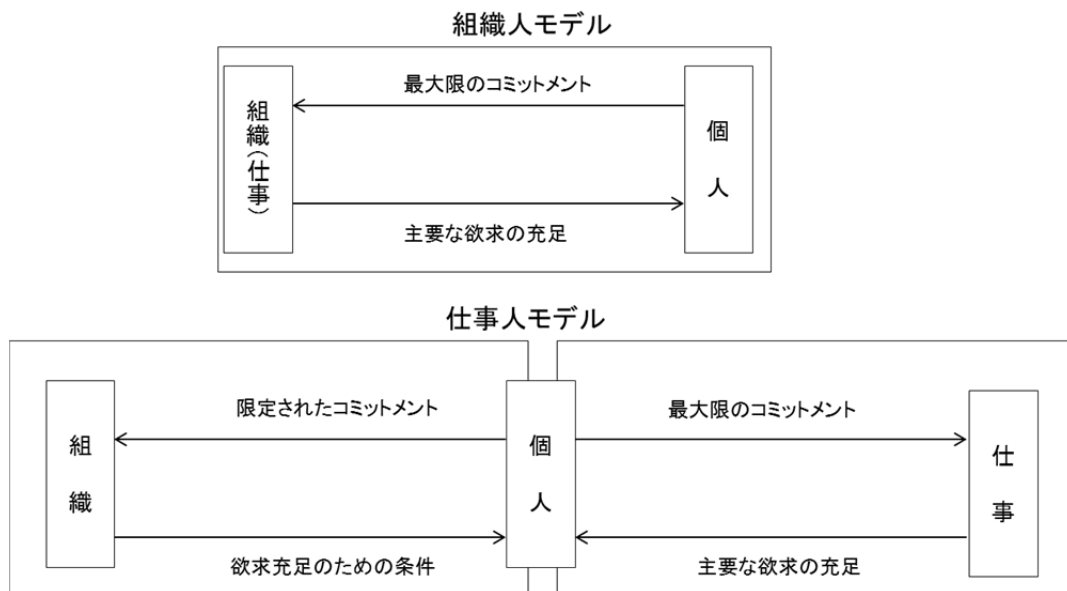 組織人モデル
最大限のコミットメント
組織(仕事)
個人
主要な欲求の充足
仕事人モデル
限定されたコミットメント
最大限のコミットメント
組織
個人
仕事
欲求充足のための条件
主要な欲求の充足